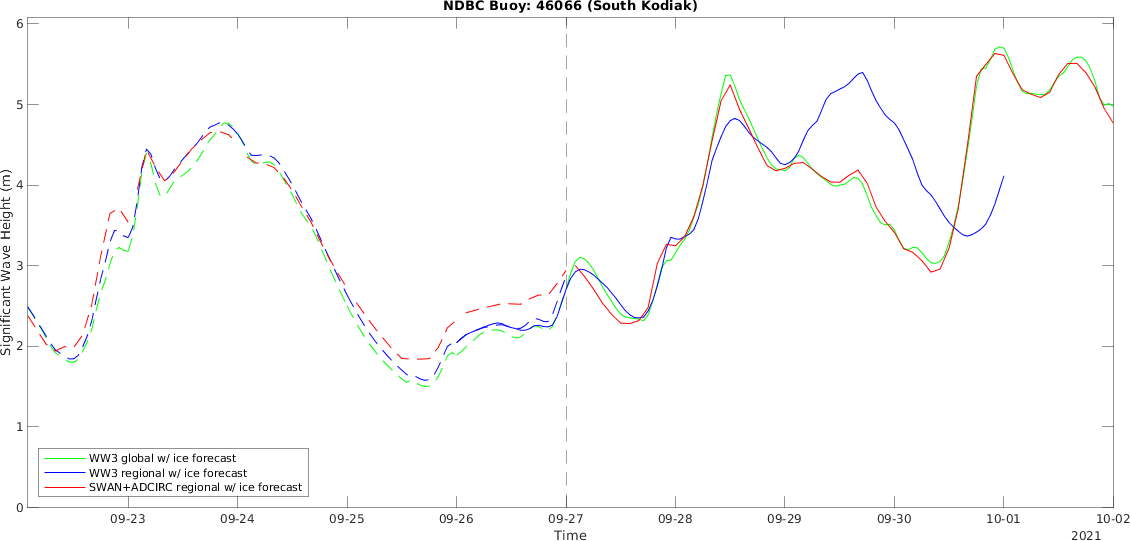 NDBC Buoy: 46066 (South Kodiak)
Significant Wave Height (m)
6
5
4
3
2
1
0
WW3 global w/ ice forecast
WW3 regional w/ ice forecast
SWAN+ADCIRC regional w/ ice forecast
09-23 09-24 09-25 09-26 09-27 09-28 09-29 09-30 10-01 10-02
Time
2021